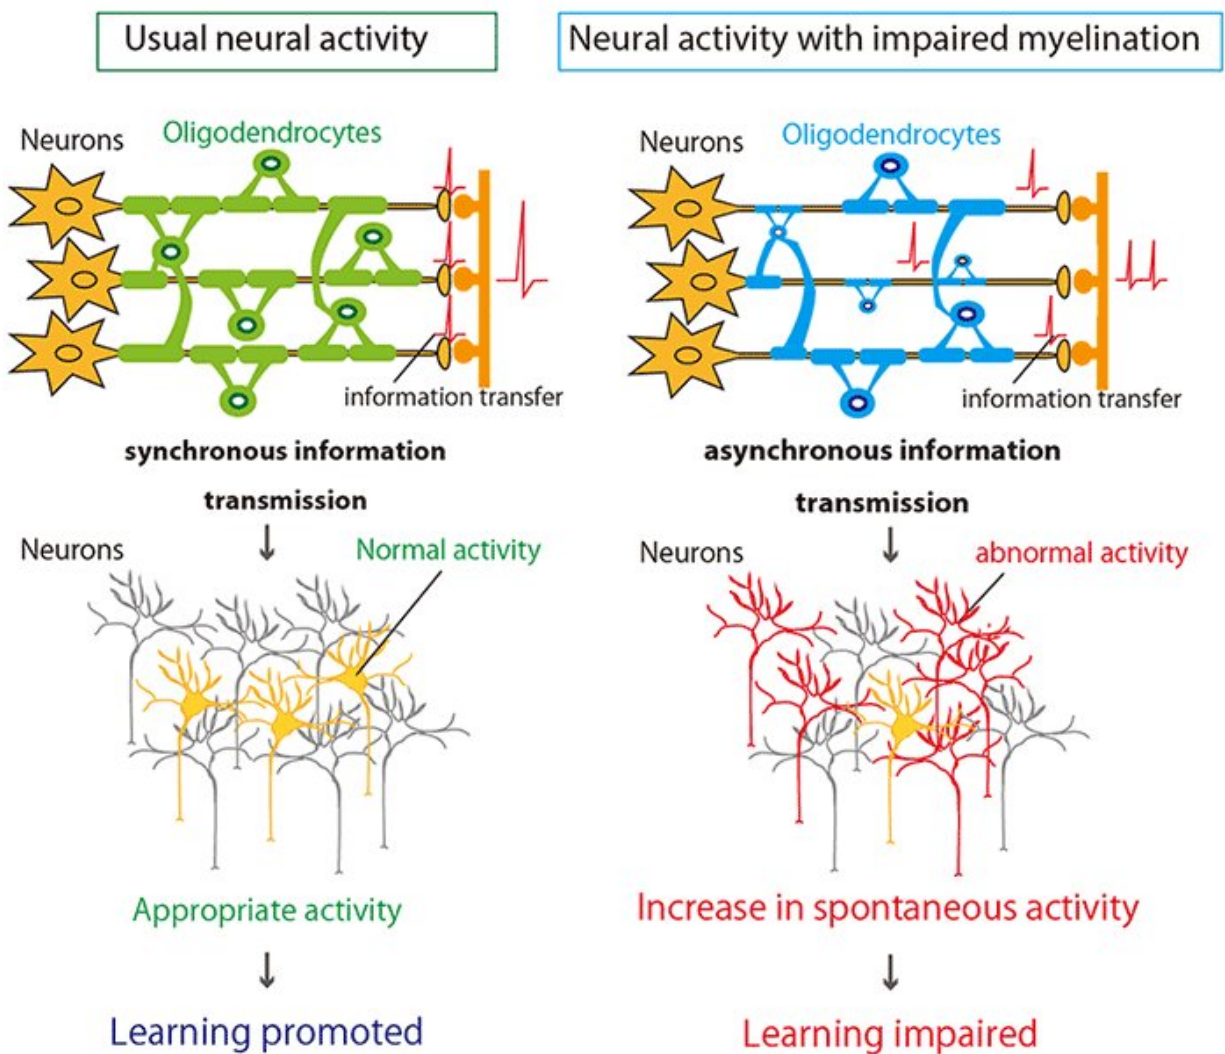 Usual neural activity
Neurons
Oligodendrocytes
information transfer
synchronous information
transmission
Neurons
Normal activity
Appropriate activity
Learning promoted
Neural activity with impaired myelination
Neurons
Oligodendrocytes
information transfer
asynchronous information
transmission
Neurons
abnormal activity
Increase in spontaneous activity
Learning impaired